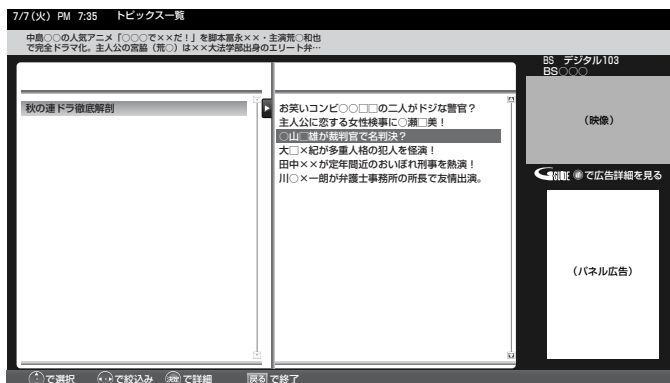 7/7(火) PM 7:35 トピックス一覧
中島○○の人気アニメ「○○○で××だ！」を脚本冨永××・主演荒○和也
で完全ドラマ化。主人公の宮脇（荒○）は××大法学部出身のエリート弁…
BS デジタル103
BS○○○
秋の連ドラ徹底解剖
お笑いコンビ○○□□の二人がドジな警官？
主人公に恋する女性検事に○瀬□美！
○山□雄が裁判官で名判決？
大□×紀が多重人格の犯人を怪演！
田中××が定年間近のおいぼれ刑事を熱演！
川○×一朗が弁護士事務所の所長で友情出演。
（映像）
GGUIDE dで広告詳細を見る
（パネル広告）
で選択 で絞込み 決定で詳細 戻るで終了